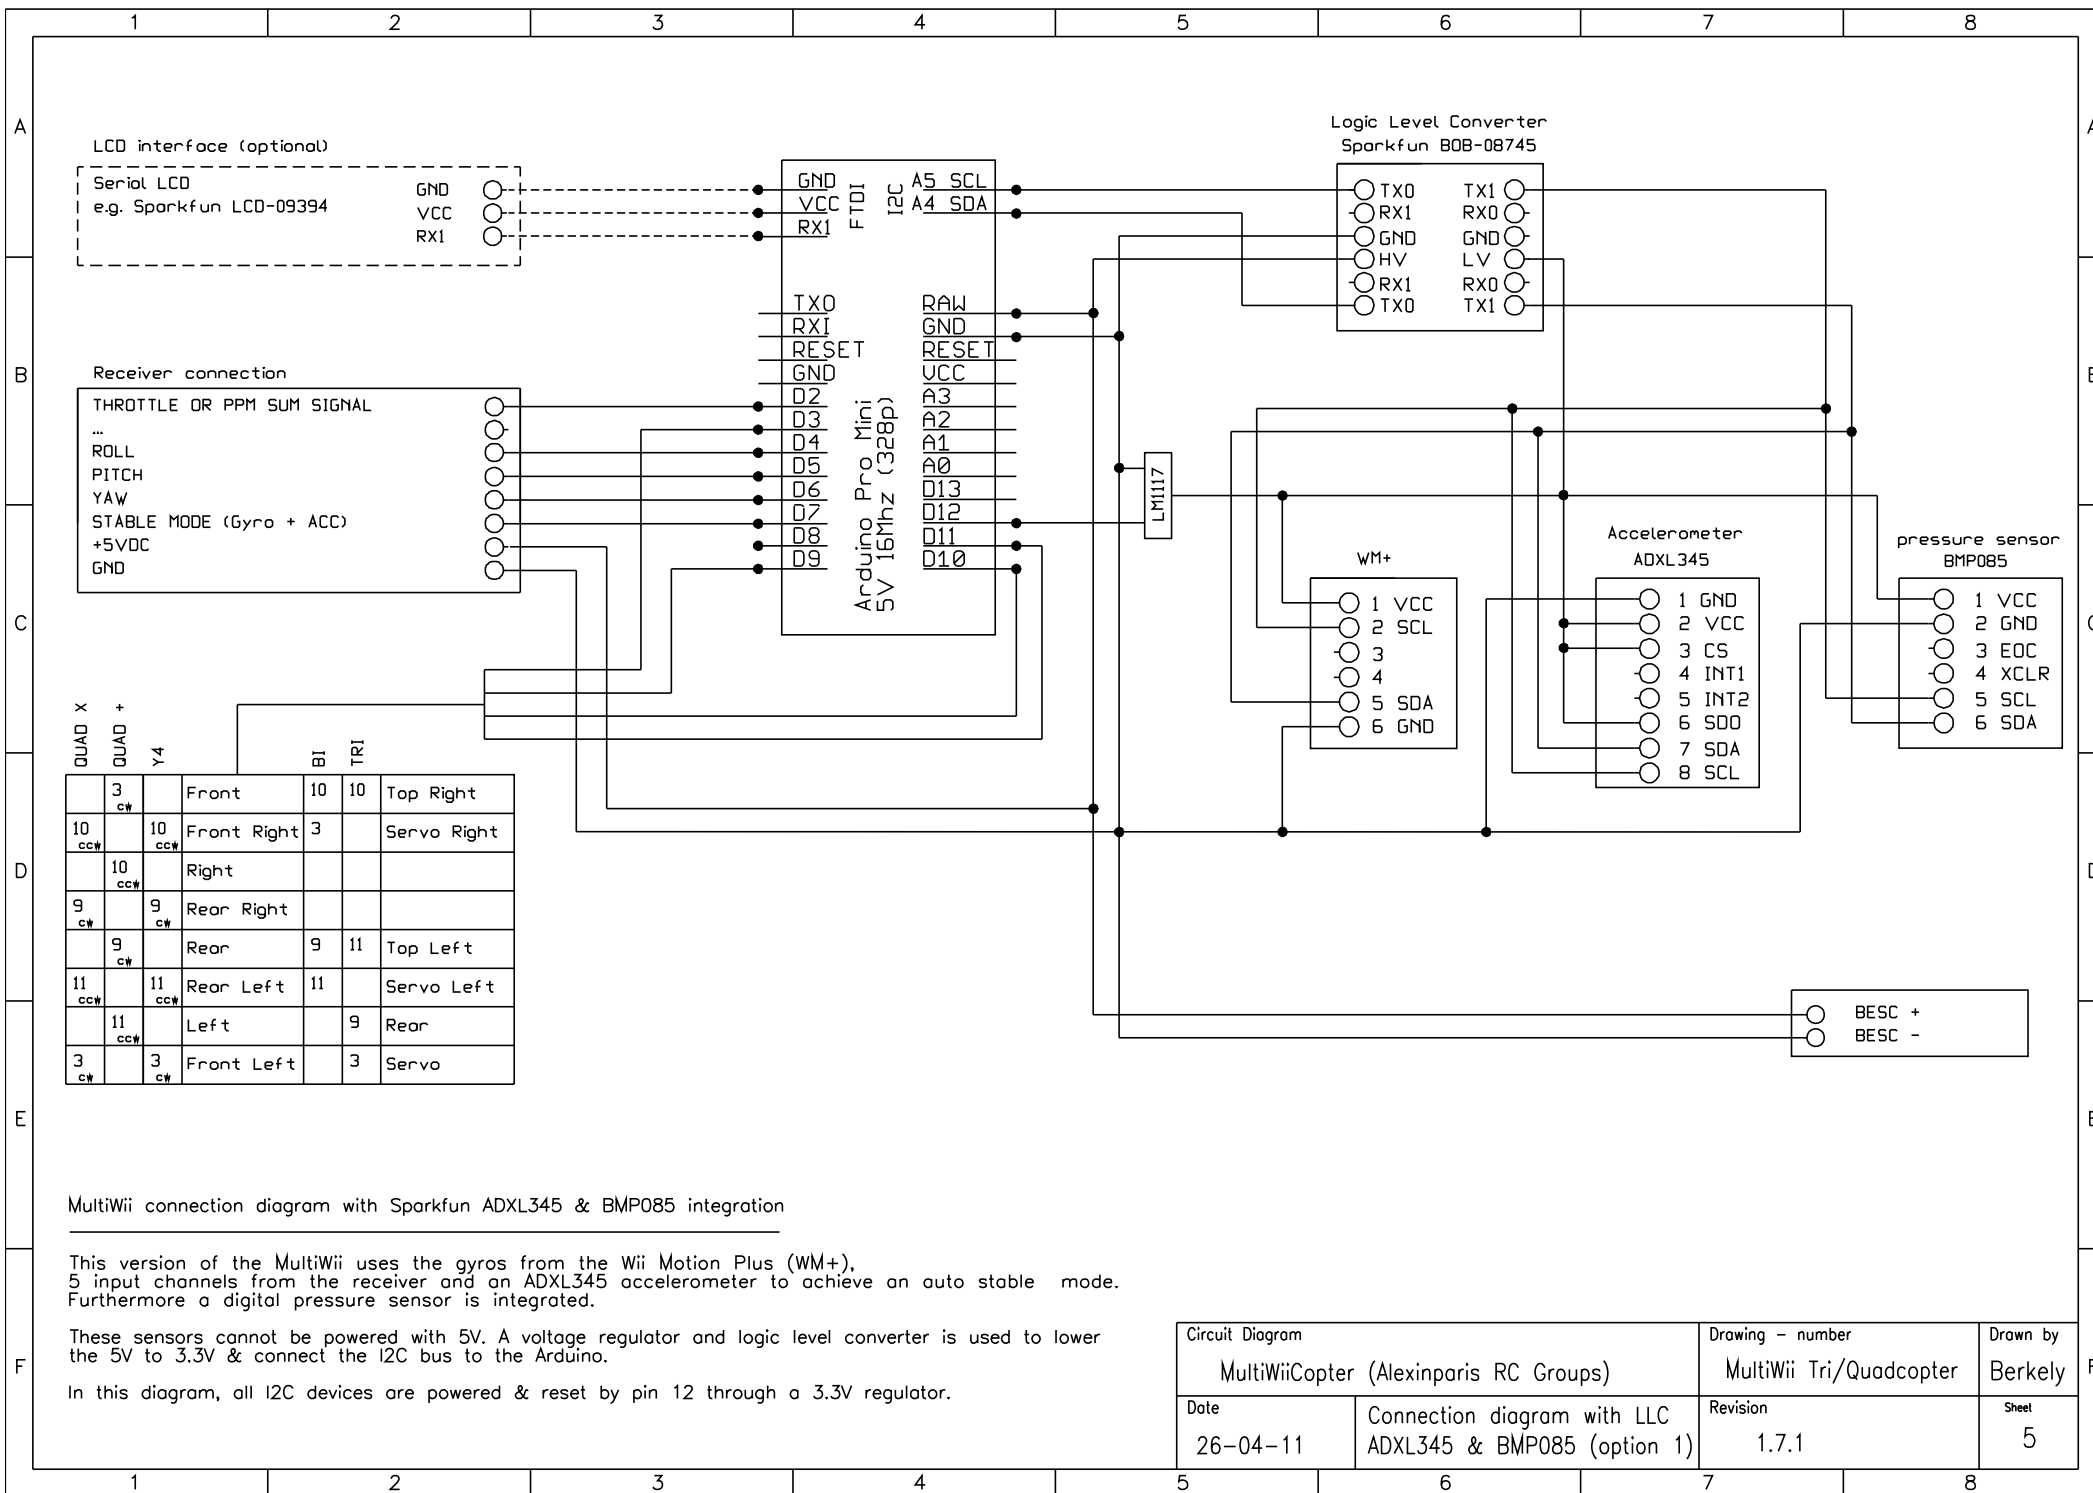 1 2 3 4 5 6 7 8
A
LCD interface (optional)
Serial LCD
e.g. Sparkfun LCD-09394
GND
VCC
RX1
GND
VCC
RX1
FTDI
I2C
A5 SCL
A4 SDA
Logic Level Converter
Sparkfun BOB-08745
TX0 TX1
RX1 RX0
GND GND
HV LV
RX1 RX0
TX0 TX1
B
TXO RAW
RXI GND
RESET RESET
GND VCC
D2 A3
D3 A2
D4 A1
D5 A0
D6 D13
D7 D12
D8 D11
D9 D10
Arduino Pro Mini
5V 16Mhz (328p)
Receiver connection
THROTTLE OR PPM SUM SIGNAL
...
ROLL
PITCH
YAW
STABLE MODE (Gyro + ACC)
+5VDC
GND
LM1117
C
WM+
1 VCC
2 SCL
3
4
5 SDA
6 GND
Accelerometer
ADXL345
1 GND
2 VCC
3 CS
4 INT1
5 INT2
6 SDO
7 SDA
8 SCL
pressure sensor
BMP085
1 VCC
2 GND
3 EOC
4 XCLR
5 SCL
6 SDA
QUAD X QUAD + Y4 BI TRI
3 cw Front 10 10 Top Right
10 ccw 10 ccw Front Right 3 Servo Right
10 ccw Right
9 cw 9 cw Rear Right
9 cw Rear 9 11 Top Left
11 ccw 11 ccw Rear Left 11 Servo Left
11 ccw Left 9 Rear
3 cw 3 cw Front Left 3 Servo
D
BESC +
BESC -
E
MultiWii connection diagram with Sparkfun ADXL345 & BMP085 integration
This version of the MultiWii uses the gyros from the Wii Motion Plus (WM+),
5 input channels from the receiver and an ADXL345 accelerometer to achieve an auto stable mode.
Furthermore a digital pressure sensor is integrated.
These sensors cannot be powered with 5V. A voltage regulator and logic level converter is used to lower
the 5V to 3.3V & connect the I2C bus to the Arduino.
In this diagram, all I2C devices are powered & reset by pin 12 through a 3.3V regulator.
F
Circuit Diagram
MultiWiiCopter (Alexinparis RC Groups)
Drawing - number
MultiWii Tri/Quadcopter
Drawn by
Berkely
Date
26-04-11
Connection diagram with LLC
ADXL345 & BMP085 (option 1)
Revision
1.7.1
Sheet
5
1 2 3 4 5 6 7 8